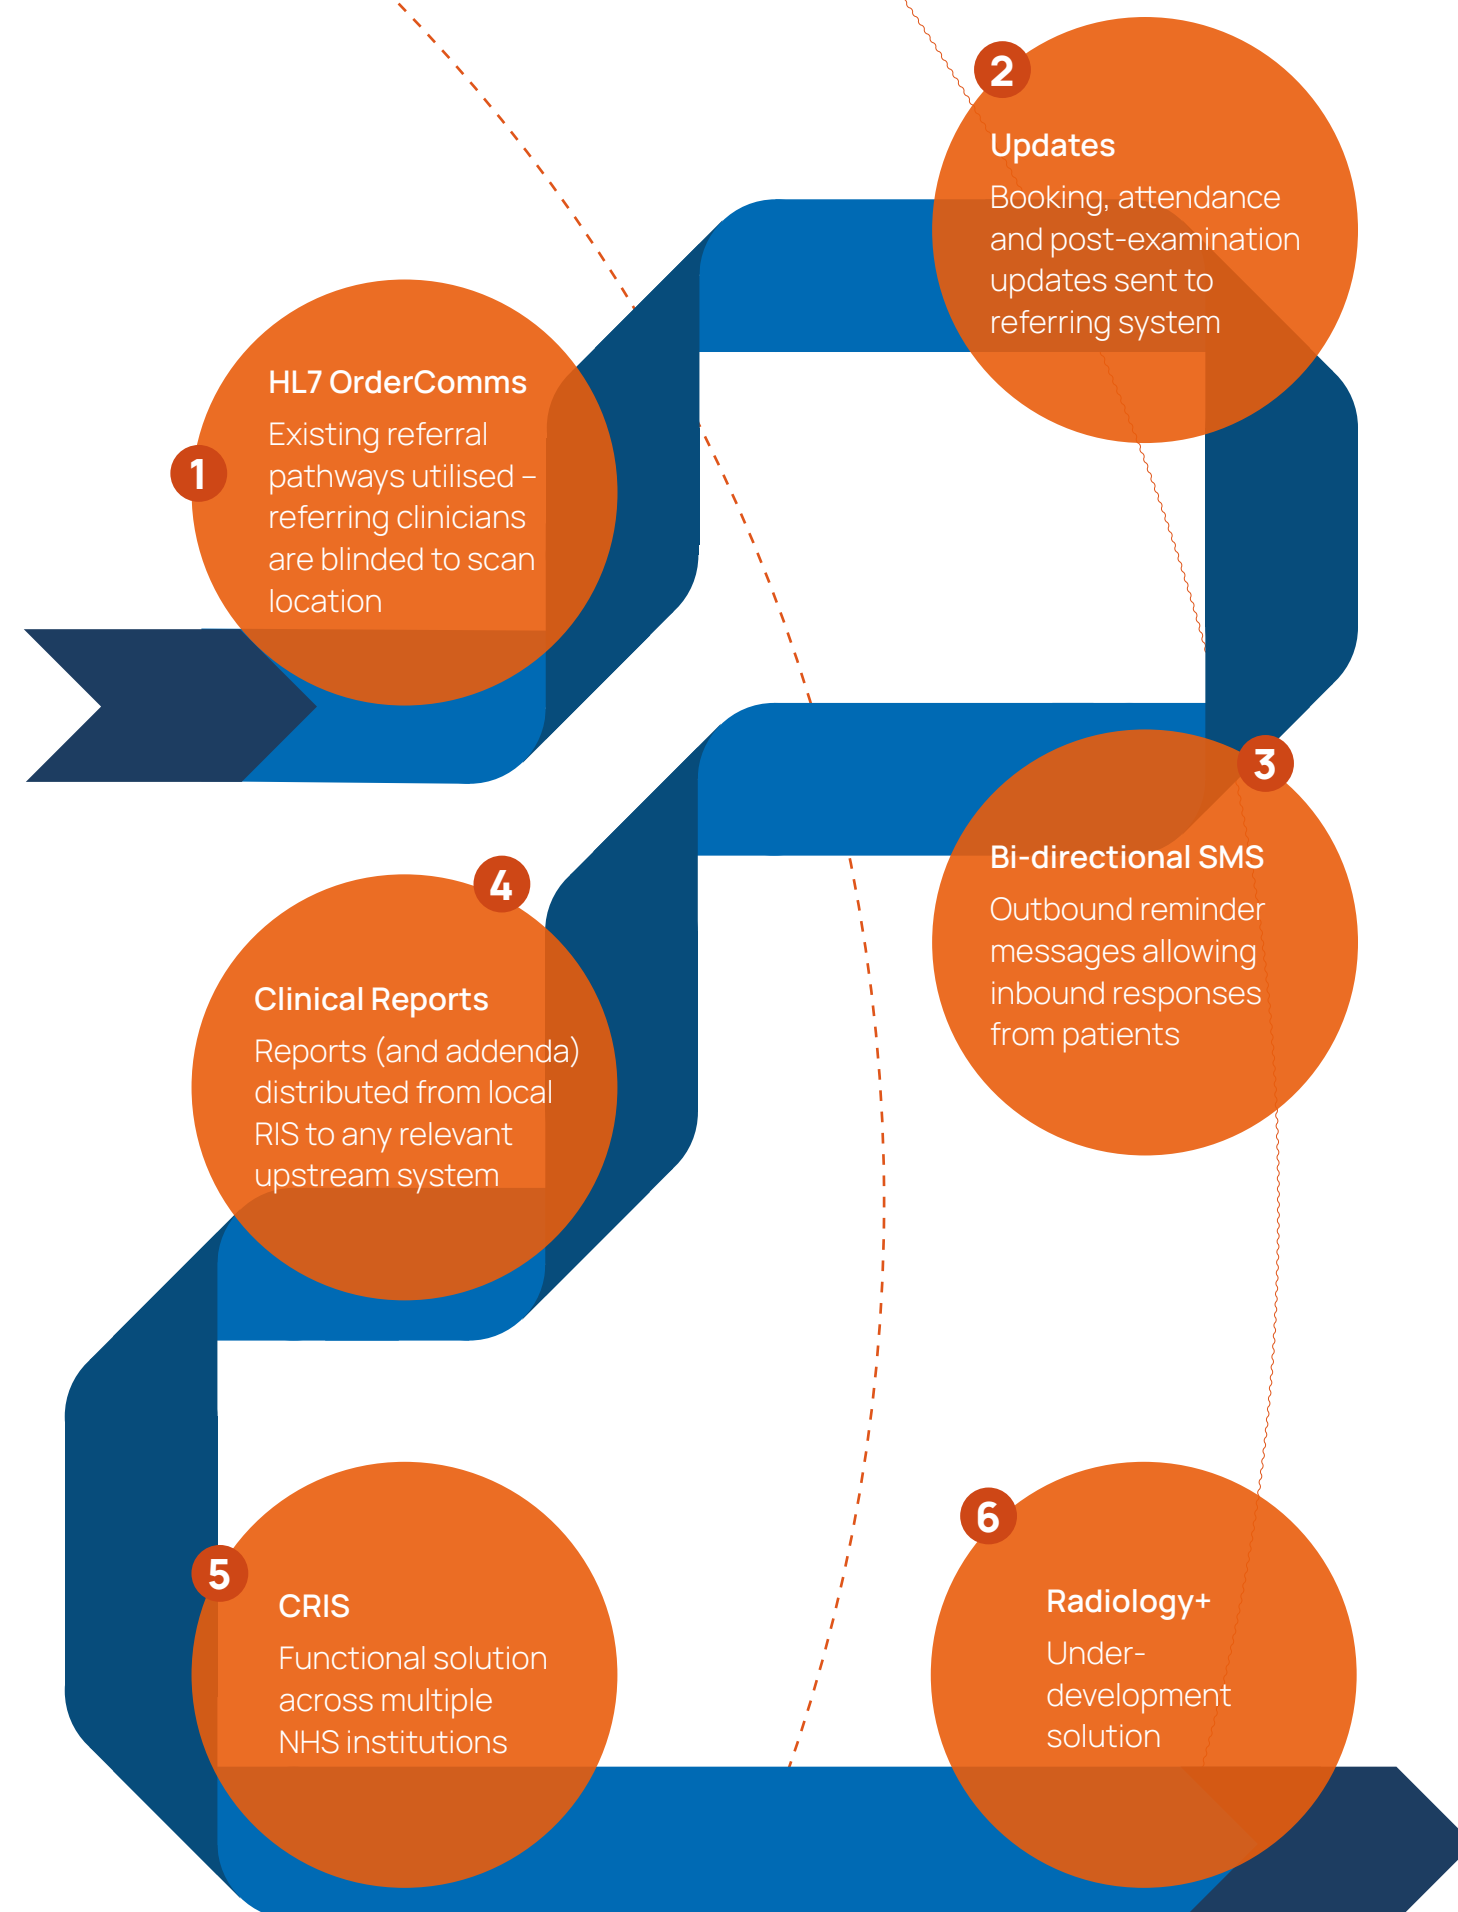 1
HL7 OrderComms
Existing referral
pathways utilised –
referring clinicians
are blinded to scan
location
2
Updates
Booking, attendance
and post-examination
updates sent to
referring system
3
Bi-directional SMS
Outbound reminder
messages allowing
inbound responses
from patients
4
Clinical Reports
Reports (and addenda)
distributed from local
RIS to any relevant
upstream system
5
CRIS
Functional solution
across multiple
NHS institutions
6
Radiology+
Under-
development
solution